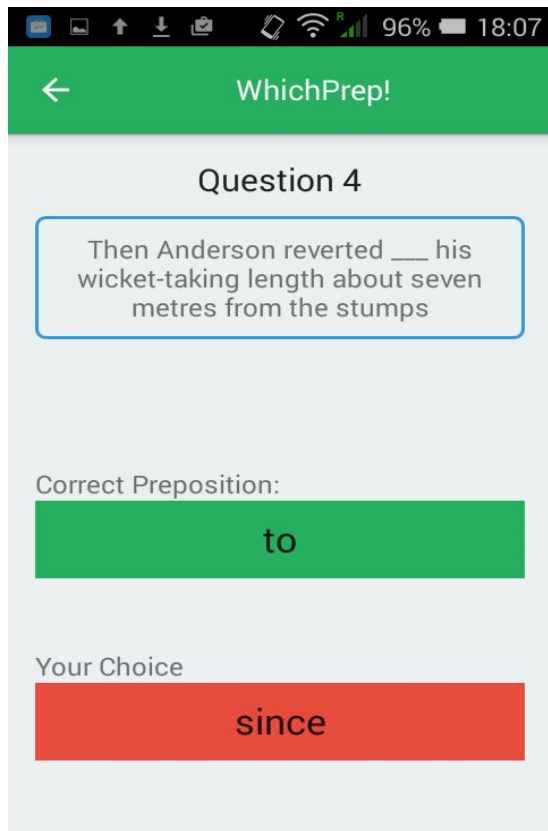 R 96% 18:07
WhichPrep!
Question 4
Then Anderson reverted ___ his
wicket-taking length about seven
metres from the stumps
Correct Preposition:
to
Your Choice
since